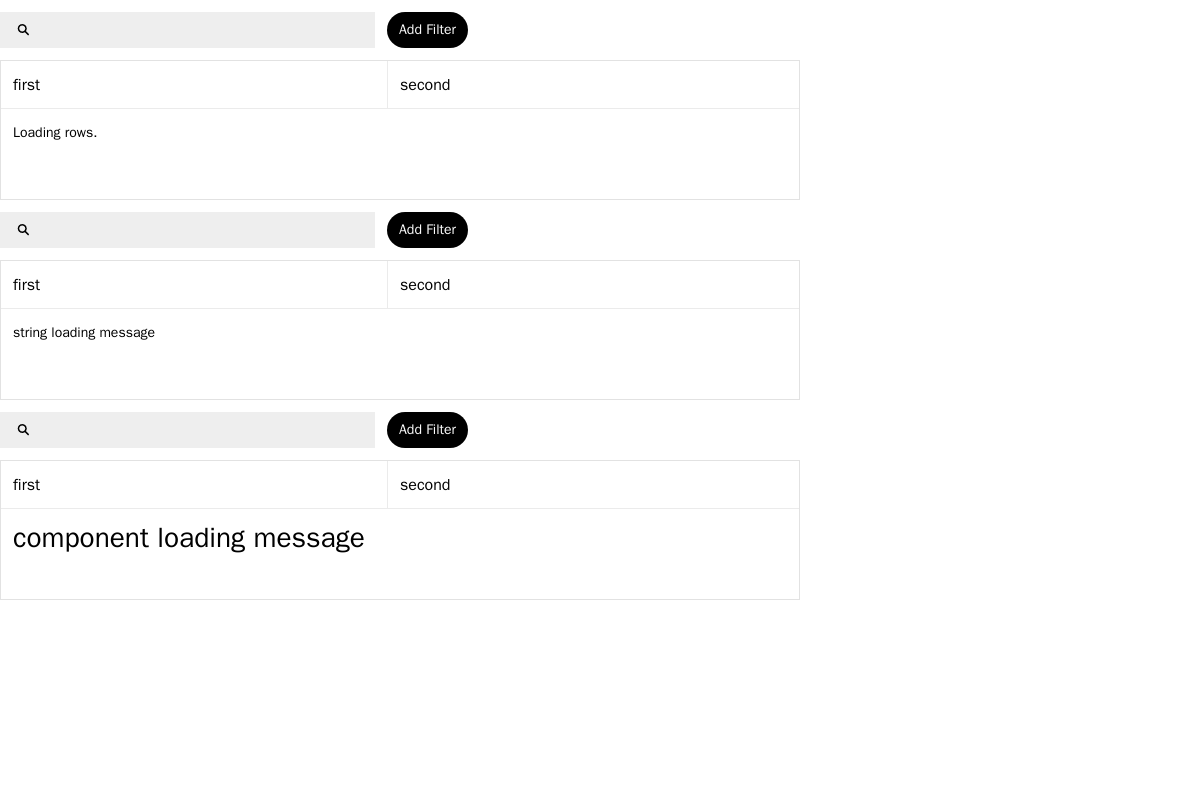 Add Filter
first second
Loading rows.
Add Filter
first second
string loading message
Add Filter
first second
component loading message